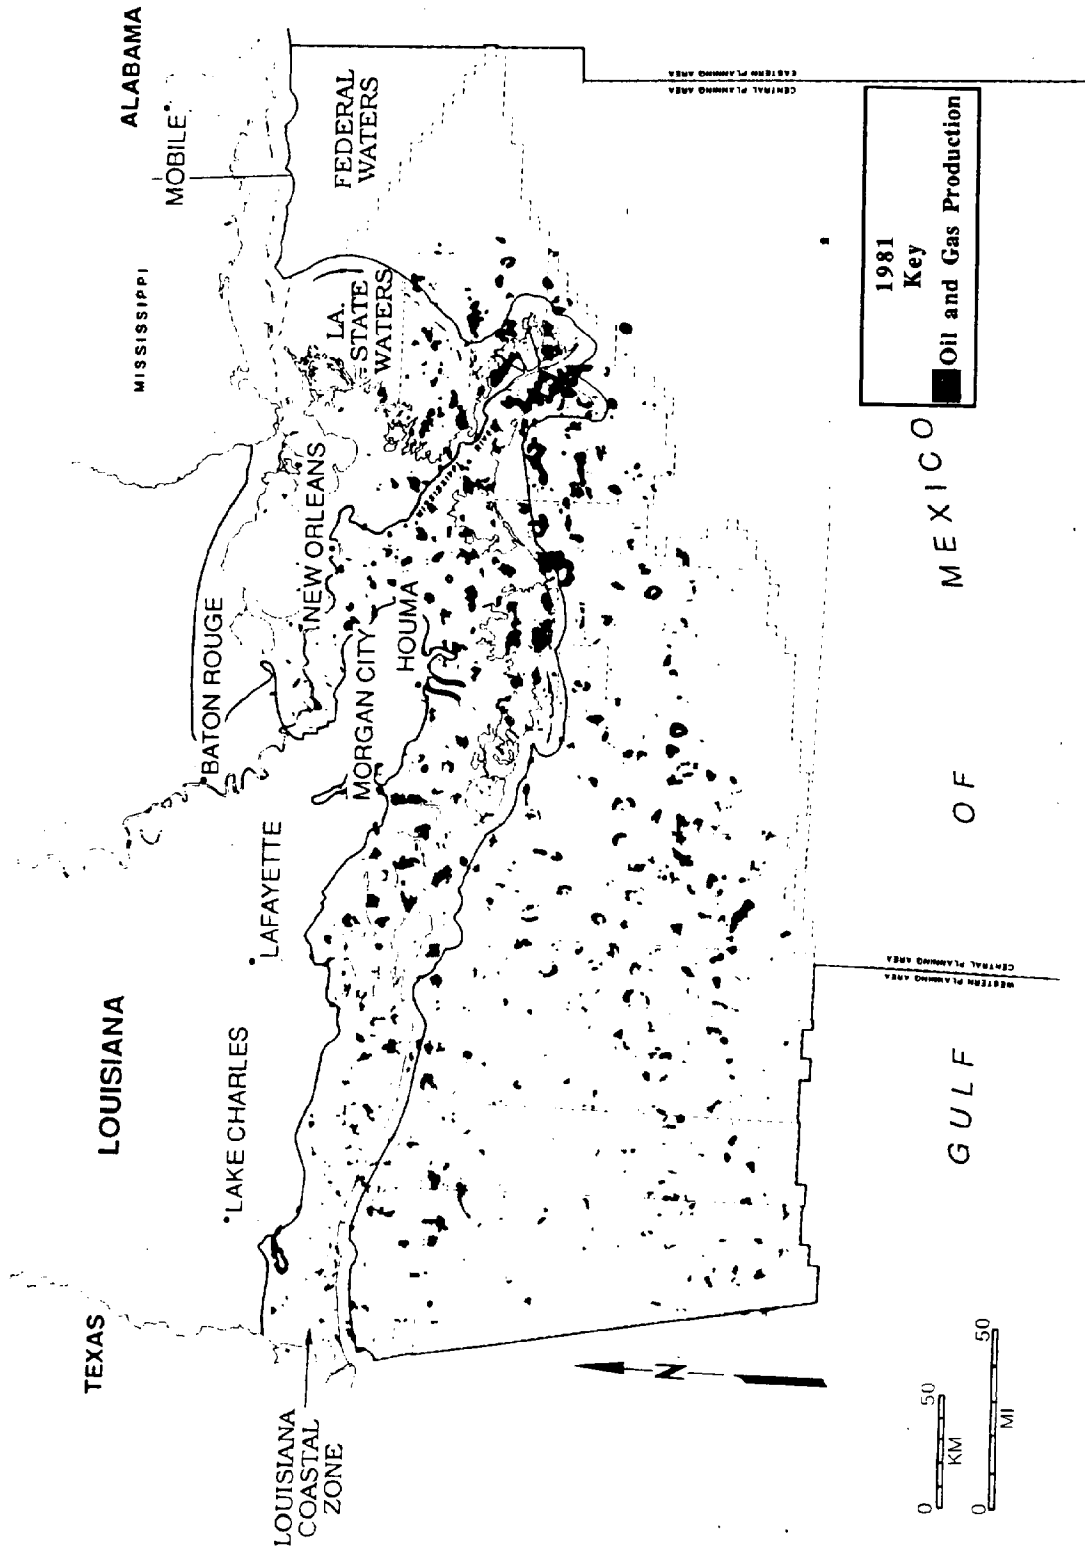 TEXAS
LOUISIANA
MISSISSIPPI
ALABAMA
LAKE CHARLES
LAFAYETTE
BATON ROUGE
NEW ORLEANS
MOBILE
MORGAN CITY
HOUMA
LOUISIANA
COASTAL
ZONE
LA.
STATE
WATERS
FEDERAL
WATERS
MISSISSIPPI
WESTERN PLANNING AREA
CENTRAL PLANNING AREA
CENTRAL PLANNING AREA
EASTERN PLANNING AREA
N
GULF OF MEXICO
1981
Key
Oil and Gas Production
0 50
KM
0 50
MI